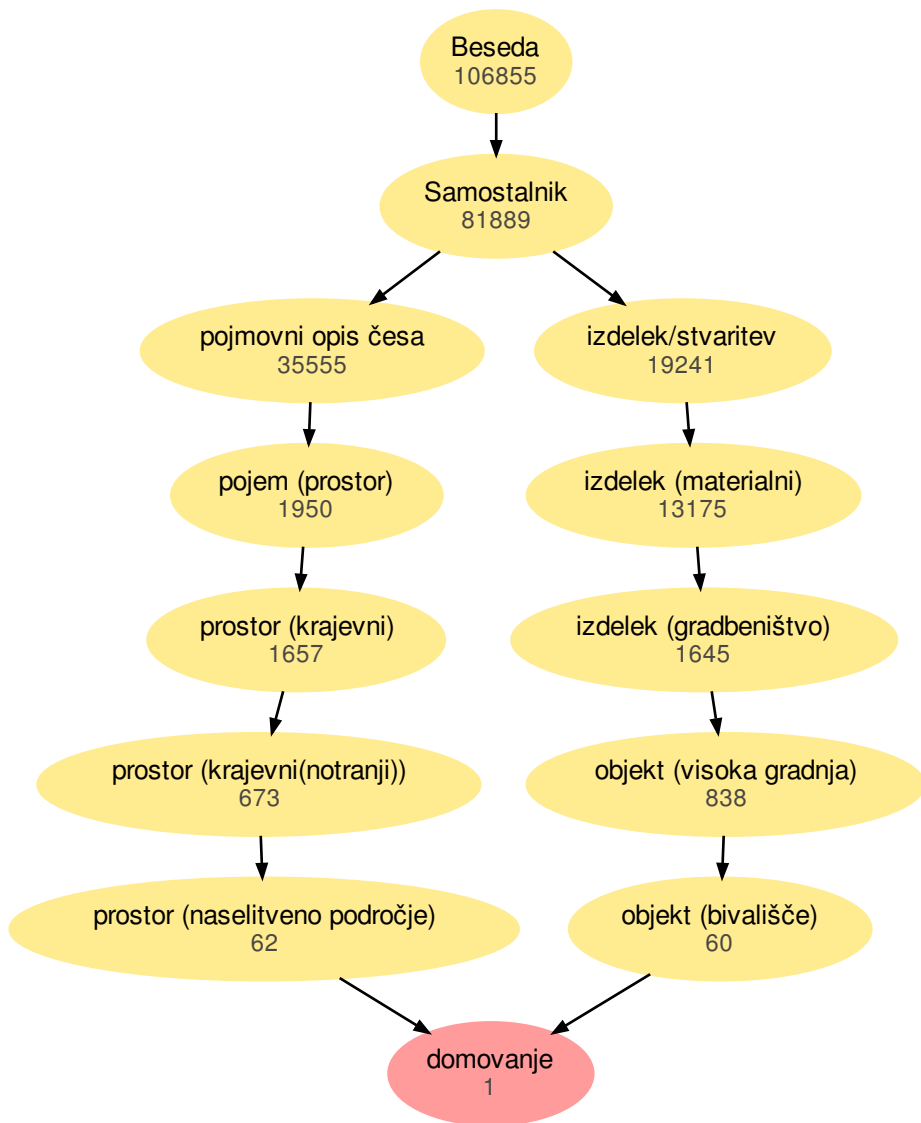 Beseda
106855
Samostalnik
81889
pojmovni opis česa
35555
izdelek/stvaritev
19241
pojem (prostor)
1950
izdelek (materialni)
13175
prostor (krajevni)
1657
izdelek (gradbeništvo)
1645
prostor (krajevni(notranji))
673
objekt (visoka gradnja)
838
prostor (naselitveno področje)
62
objekt (bivališče)
60
domovanje
1